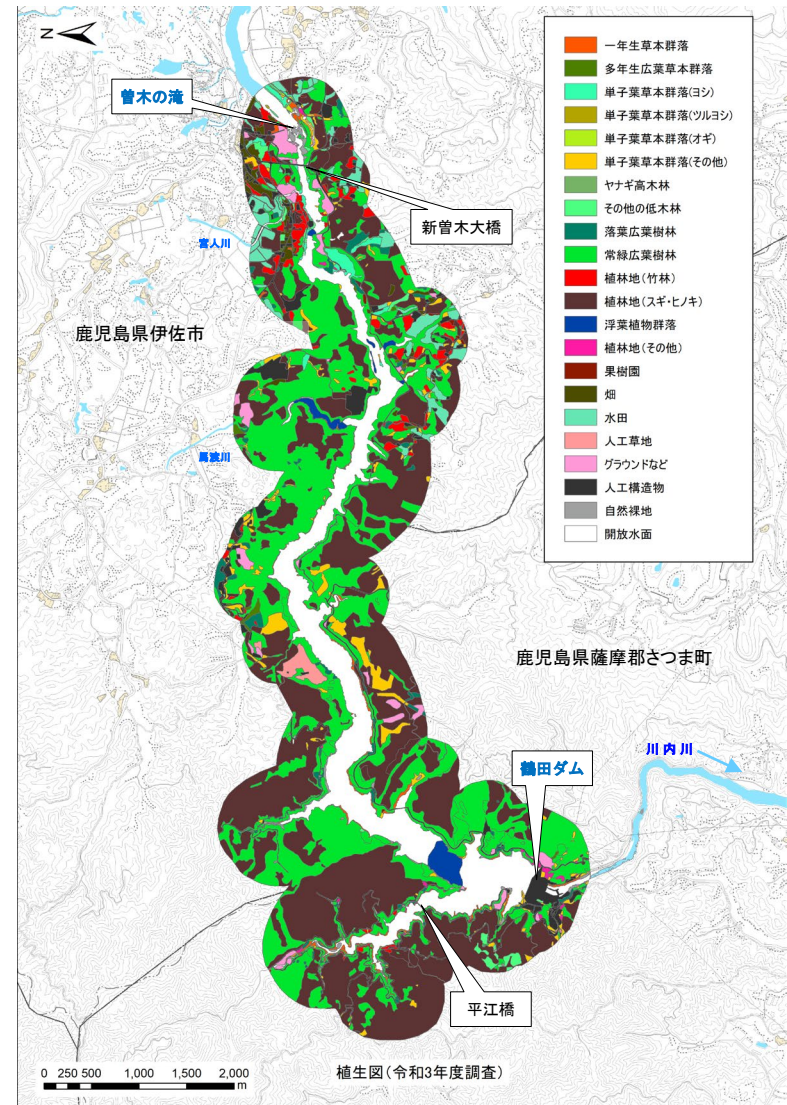 N
曽木の滝
新曽木大橋
宮人川
鹿児島県伊佐市
馬渡川
鹿児島県薩摩郡さつま町
川内川
鶴田ダム
平江橋
一年生草本群落
多年生広葉草本群落
単子葉草本群落(ヨシ)
単子葉草本群落(ツルヨシ)
単子葉草本群落(オギ)
単子葉草本群落(その他)
ヤナギ高木林
その他の低木林
落葉広葉樹林
常緑広葉樹林
植林地(竹林)
植林地(スギ・ヒノキ)
浮葉植物群落
植林地(その他)
果樹園
畑
水田
人工草地
グラウンドなど
人工構造物
自然裸地
開放水面
0 250 500 1,000 1,500 2,000
m
植生図(令和3年度調査)